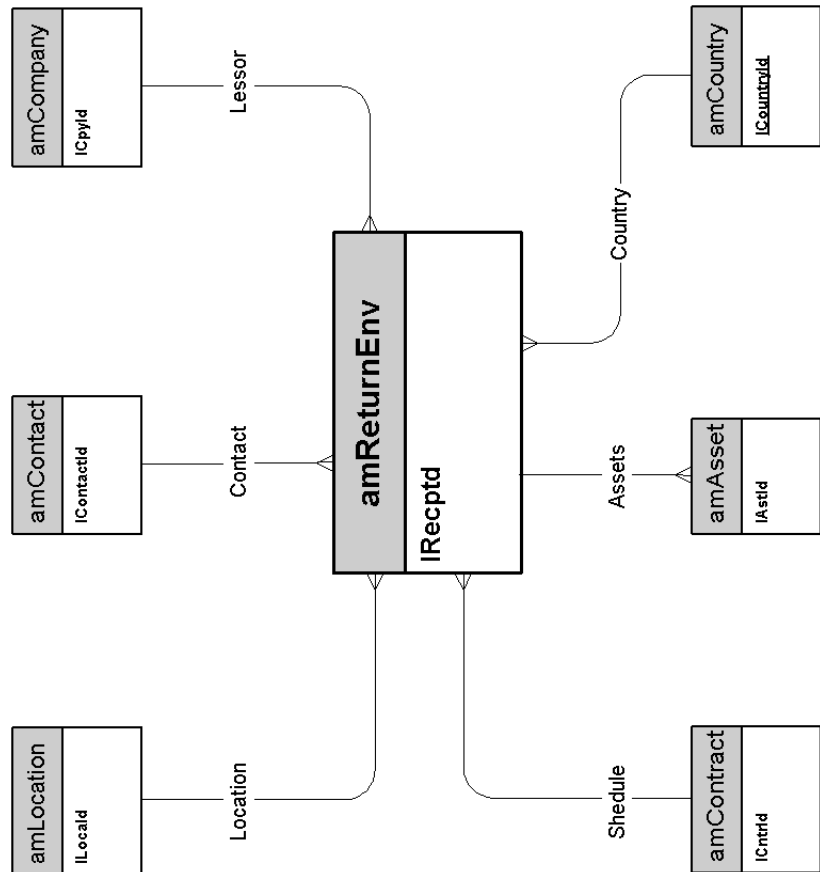 amLocation
lLocaId
Location
amContact
lContactId
Contact
amCompany
lCpyId
Lessor
amReturnEnv
lRecptd
amContract
lCntrId
Shedule
amAsset
lAstId
Assets
amCountry
lCountryId
Country